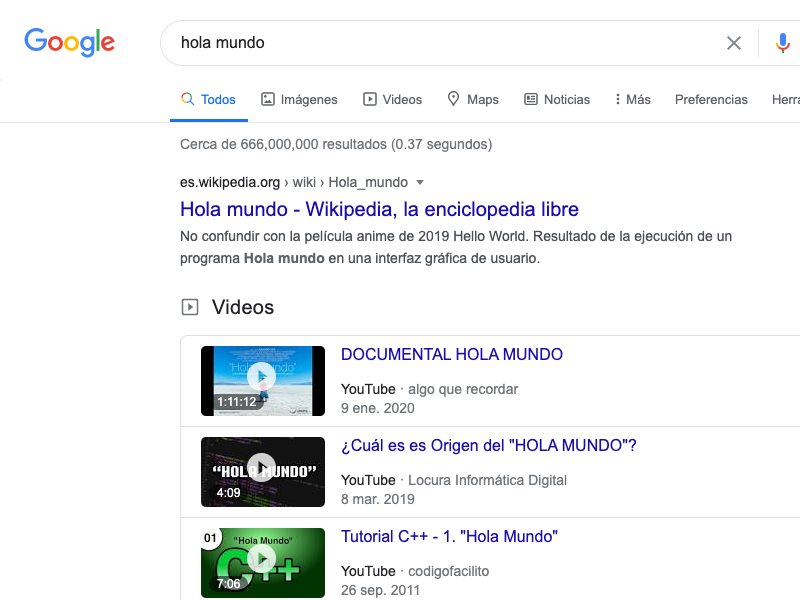 Google
hola mundo
Todos Imágenes Videos Maps Noticias Más Preferencias Herra
Cerca de 666,000,000 resultados (0.37 segundos)
es.wikipedia.org › wiki › Hola_mundo
Hola mundo - Wikipedia, la enciclopedia libre
No confundir con la película anime de 2019 Hello World. Resultado de la ejecución de un
programa Hola mundo en una interfaz gráfica de usuario.
Videos
"Hola Mundo"
1:11:12
DOCUMENTAL HOLA MUNDO
YouTube · algo que recordar
9 ene. 2020
“HOLA MUNDO”
4:09
¿Cuál es es Origen del "HOLA MUNDO"?
YouTube · Locura Informática Digital
8 mar. 2019
01 "Hola Mundo"
C++
7:06
Tutorial C++ - 1. "Hola Mundo"
YouTube · codigofacilito
26 sep. 2011